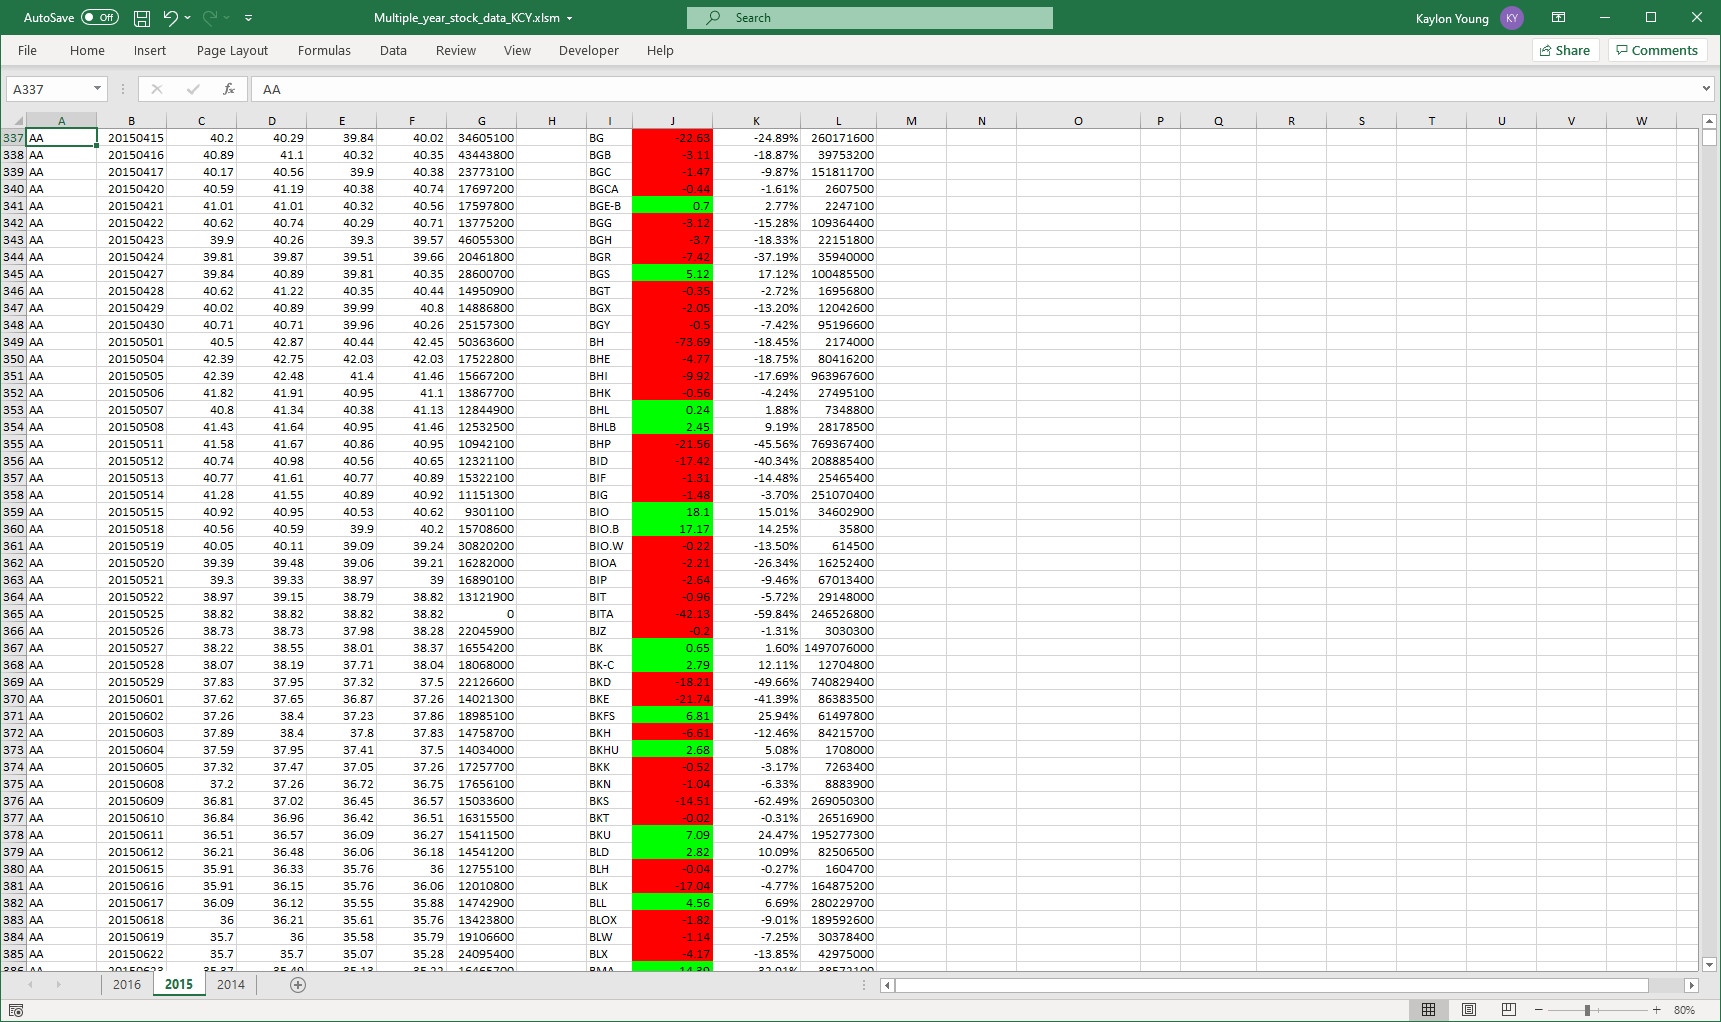 AutoSave Off Multiple_year_stock_data_KCY.xlsm Search Kaylon Young KY
File Home Insert Page Layout Formulas Data Review View Developer Help Share Comments
A337 fx AA
A B C D E F G H I J K L M N O P Q R S T U V W
337 AA 20150415 40.2 40.29 39.84 40.02 34605100 BG -22.63 -24.89% 260171600
338 AA 20150416 40.89 41.1 40.32 40.35 43443800 BGB -3.11 -18.87% 39753200
339 AA 20150417 40.17 40.56 39.9 40.38 23773100 BGC -1.47 -9.87% 151811700
340 AA 20150420 40.59 41.19 40.38 40.74 17697200 BGCA -0.44 -1.61% 2607500
341 AA 20150421 41.01 41.01 40.32 40.56 17597800 BGE-B 0.7 2.77% 2247100
342 AA 20150422 40.62 40.74 40.29 40.71 13775200 BGG -3.12 -15.28% 109364400
343 AA 20150423 39.9 40.26 39.3 39.57 46055300 BGH -3.7 -18.33% 22151800
344 AA 20150424 39.81 39.87 39.51 39.66 20461800 BGR -7.42 -37.19% 35940000
345 AA 20150427 39.84 40.89 39.81 40.35 28600700 BGS 5.12 17.12% 100485500
346 AA 20150428 40.62 41.22 40.35 40.44 14950900 BGT -0.35 -2.72% 16956800
347 AA 20150429 40.02 40.89 39.99 40.8 14886800 BGX -2.05 -13.20% 12042600
348 AA 20150430 40.71 40.71 39.96 40.26 25157300 BGY -0.5 -7.42% 95196600
349 AA 20150501 40.5 42.87 40.44 42.45 50363600 BH -73.69 -18.45% 2174000
350 AA 20150504 42.39 42.75 42.03 42.03 17522800 BHE -4.77 -18.75% 80416200
351 AA 20150505 42.39 42.48 41.4 41.46 15667200 BHI -9.92 -17.69% 963967600
352 AA 20150506 41.82 41.91 40.95 41.1 13867700 BHK -0.56 -4.24% 27495100
353 AA 20150507 40.8 41.34 40.38 41.13 12844900 BHL 0.24 1.88% 7348800
354 AA 20150508 41.43 41.64 40.95 41.46 12532500 BHLB 2.45 9.19% 28178500
355 AA 20150511 41.58 41.67 40.86 40.95 10942100 BHP -21.56 -45.56% 769367400
356 AA 20150512 40.74 40.98 40.56 40.65 12321100 BID -17.42 -40.34% 208885400
357 AA 20150513 40.77 41.61 40.77 40.89 15322100 BIF -1.31 -14.48% 25465400
358 AA 20150514 41.28 41.55 40.89 40.92 11151300 BIG -1.48 -3.70% 251070400
359 AA 20150515 40.92 40.95 40.53 40.62 9301100 BIO 18.1 15.01% 34602900
360 AA 20150518 40.56 40.59 39.9 40.2 15708600 BIO.B 17.17 14.25% 35800
361 AA 20150519 40.05 40.11 39.09 39.24 30820200 BIO.W -0.22 -13.50% 614500
362 AA 20150520 39.39 39.48 39.06 39.21 16282000 BIOA -2.21 -26.34% 16252400
363 AA 20150521 39.3 39.33 38.97 39 16890100 BIP -2.64 -9.46% 67013400
364 AA 20150522 38.97 39.15 38.79 38.82 13121900 BIT -0.96 -5.72% 29148000
365 AA 20150525 38.82 38.82 38.82 38.82 0 BITA -42.13 -59.84% 246526800
366 AA 20150526 38.73 38.73 37.98 38.28 22045900 BJZ -0.2 -1.31% 3030300
367 AA 20150527 38.22 38.55 38.01 38.37 16554200 BK 0.65 1.60% 1497076000
368 AA 20150528 38.07 38.19 37.71 38.04 18068000 BK-C 2.79 12.11% 12704800
369 AA 20150529 37.83 37.95 37.32 37.5 22126600 BKD -18.21 -49.66% 740829400
370 AA 20150601 37.62 37.65 36.87 37.26 14021300 BKE -21.74 -41.39% 86383500
371 AA 20150602 37.26 38.4 37.23 37.86 18985100 BKFS 6.81 25.94% 61497800
372 AA 20150603 37.89 38.4 37.8 37.83 14758700 BKH -6.61 -12.46% 84215700
373 AA 20150604 37.59 37.95 37.41 37.5 14034000 BKHU 2.68 5.08% 1708000
374 AA 20150605 37.32 37.47 37.05 37.26 17257700 BKK -0.52 -3.17% 7263400
375 AA 20150608 37.2 37.26 36.72 36.75 17656100 BKN -1.04 -6.33% 8883900
376 AA 20150609 36.81 37.02 36.45 36.57 15033600 BKS -14.51 -62.49% 269050300
377 AA 20150610 36.84 36.96 36.42 36.51 16315500 BKT -0.02 -0.31% 26516900
378 AA 20150611 36.51 36.57 36.09 36.27 15411500 BKU 7.09 24.47% 195277300
379 AA 20150612 36.21 36.48 36.06 36.18 14541200 BLD 2.82 10.09% 82506500
380 AA 20150615 35.91 36.33 35.76 36 12755100 BLH -0.04 -0.27% 1604700
381 AA 20150616 35.91 36.15 35.76 36.06 12010800 BLK -17.04 -4.77% 164875200
382 AA 20150617 36.09 36.12 35.55 35.88 14742900 BLL 4.56 6.69% 280229700
383 AA 20150618 36 36.21 35.61 35.76 13423800 BLOX -1.82 -9.01% 189592600
384 AA 20150619 35.7 36 35.58 35.79 19106600 BLW -1.14 -7.25% 30378400
385 AA 20150622 35.7 35.7 35.07 35.28 24095400 BLX -4.17 -13.85% 42975000
2016 2015 2014
80%